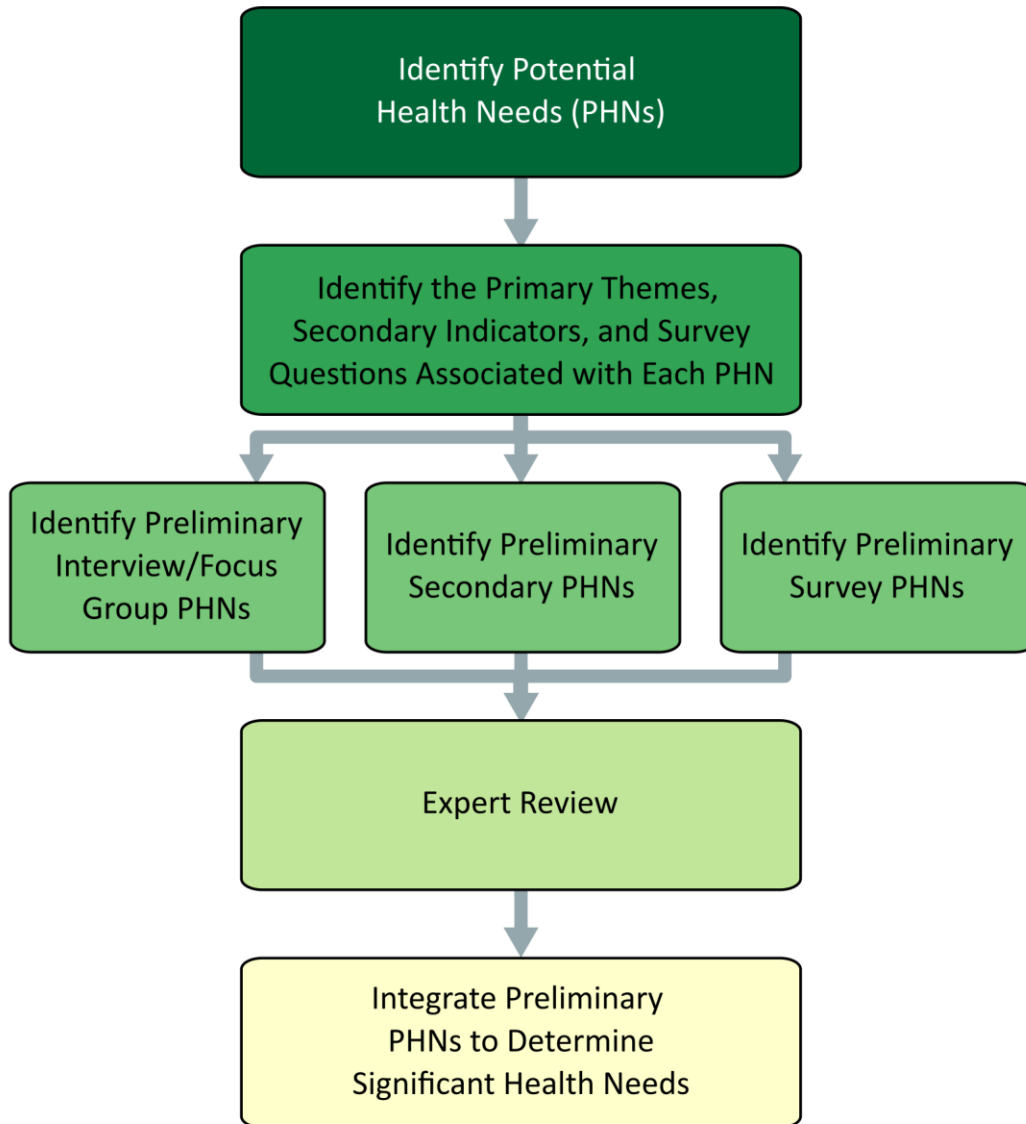 Identify Potential
Health Needs (PHNs)
Identify the Primary Themes,
Secondary Indicators, and Survey
Questions Associated with Each PHN
Identify Preliminary
Interview/Focus
Group PHNs
Identify Preliminary
Secondary PHNs
Identify Preliminary
Survey PHNs
Expert Review
Integrate Preliminary
PHNs to Determine
Significant Health Needs